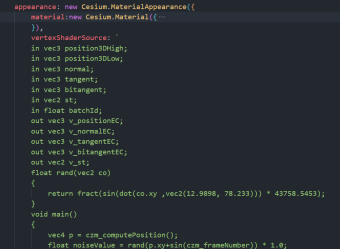 appearance: new Cesium.MaterialAppearance({
material:new Cesium.Material({ ···
}),
vertexShaderSource: `
in vec3 position3DHigh;
in vec3 position3DLow;
in vec3 normal;
in vec3 tangent;
in vec3 bitangent;
in vec2 st;
in float batchId;
out vec3 v_positionEC;
out vec3 v_normalEC;
out vec3 v_tangentEC;
out vec3 v_bitangentEC;
out vec2 v_st;
float rand(vec2 co)
{
return fract(sin(dot(co.xy ,vec2(12.9898, 78.233))) * 43758.5453);
}
void main()
{
vec4 p = czm_computePosition();
float noiseValue = rand(p.xy+sin(czm_frameNumber)) * 1.0;